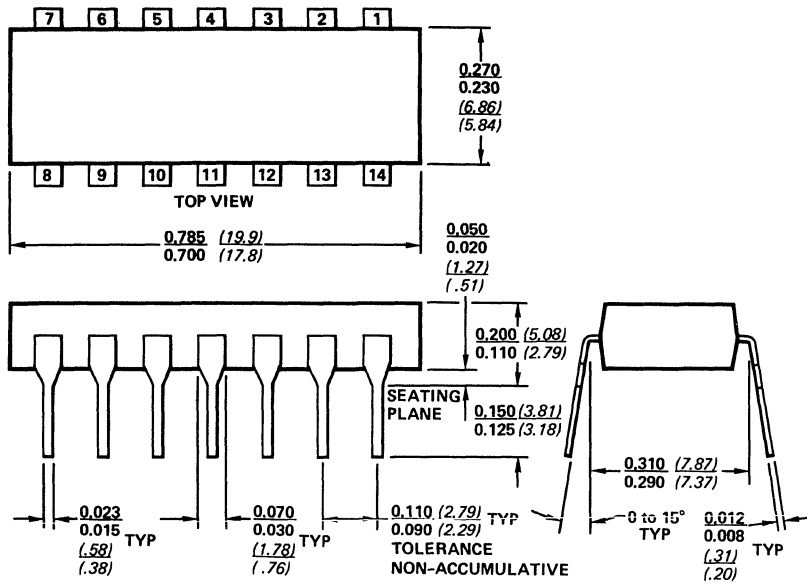 7 6 5 4 3 2 1
0.270
0.230
(6.86)
(5.84)
8 9 10 11 12 13 14
TOP VIEW
0.785 (19.9)
0.700 (17.8)
0.050
0.020
(1.27)
(.51)
0.200 (5.08)
0.110 (2.79)
SEATING
PLANE
0.150 (3.81)
0.125 (3.18)
0.310 (7.87)
0.290 (7.37)
0.023
0.015 TYP
(.58)
(.38)
0.070
0.030 TYP
(1.78)
(.76)
0.110 (2.79) TYP
0.090 (2.29)
TOLERANCE
NON-ACCUMULATIVE
0 to 15°
TYP
0.012
0.008 TYP
(.31)
(.20)